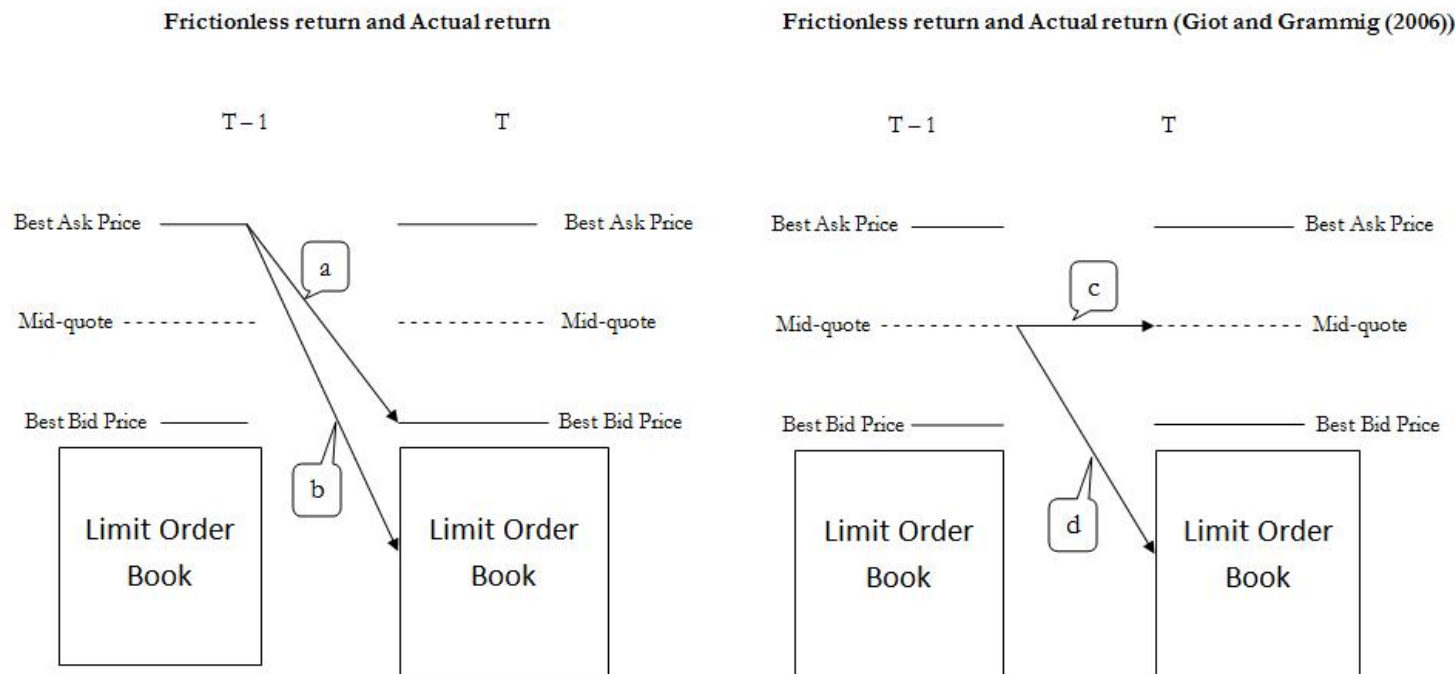 Frictionless return and Actual return
T – 1 T
Best Ask Price Best Ask Price
a
Mid-quote Mid-quote
Best Bid Price Best Bid Price
b
Limit Order Limit Order
Book Book
Frictionless return and Actual return (Giot and Grammig (2006))
T – 1 T
Best Ask Price Best Ask Price
c
Mid-quote Mid-quote
Best Bid Price Best Bid Price
d
Limit Order Limit Order
Book Book